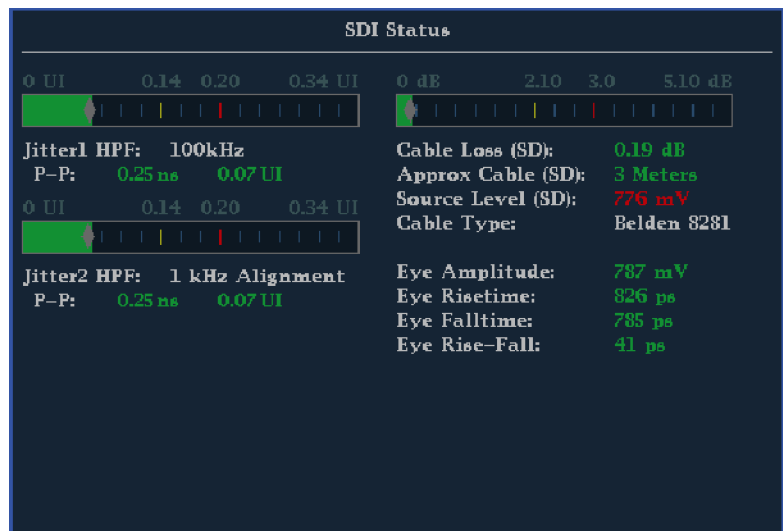 SDI Status
0 UI 0.14 0.20 0.34 UI
Jitter1 HPF: 100kHz
P-P: 0.25 ns 0.07 UI
0 UI 0.14 0.20 0.34 UI
Jitter2 HPF: 1 kHz Alignment
P-P: 0.25 ns 0.07 UI
0 dB 2.10 3.0 5.10 dB
Cable Loss (SD): 0.19 dB
Approx Cable (SD): 3 Meters
Source Level (SD): 776 mV
Cable Type: Belden 8281
Eye Amplitude: 787 mV
Eye Risetime: 826 ps
Eye Falltime: 785 ps
Eye Rise-Fall: 41 ps